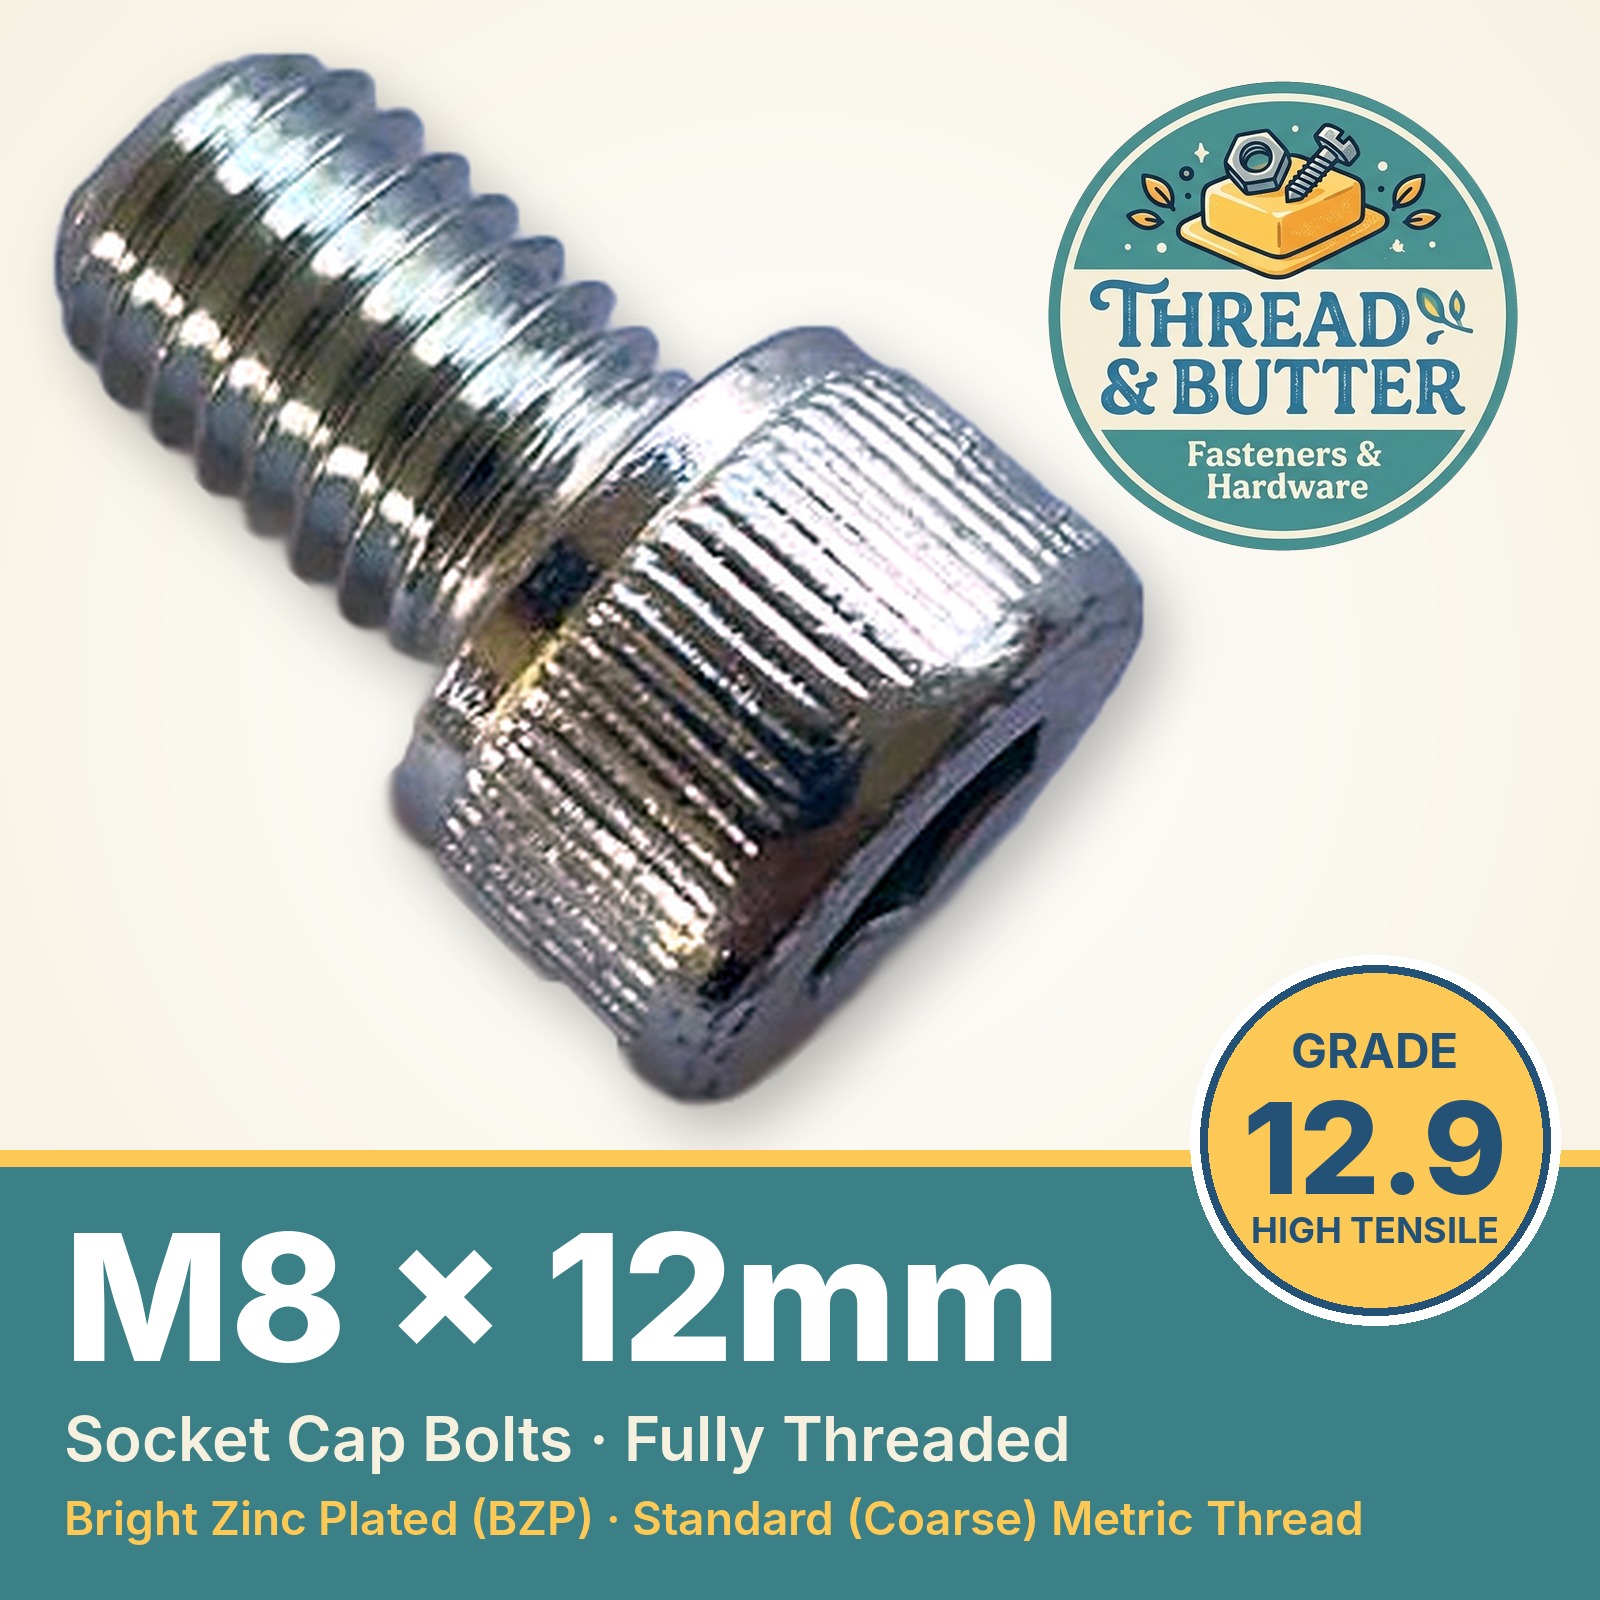 THREAD
& BUTTER
Fasteners &
Hardware
GRADE
12.9
HIGH TENSILE
M8 × 12mm
Socket Cap Bolts · Fully Threaded
Bright Zinc Plated (BZP) · Standard (Coarse) Metric Thread